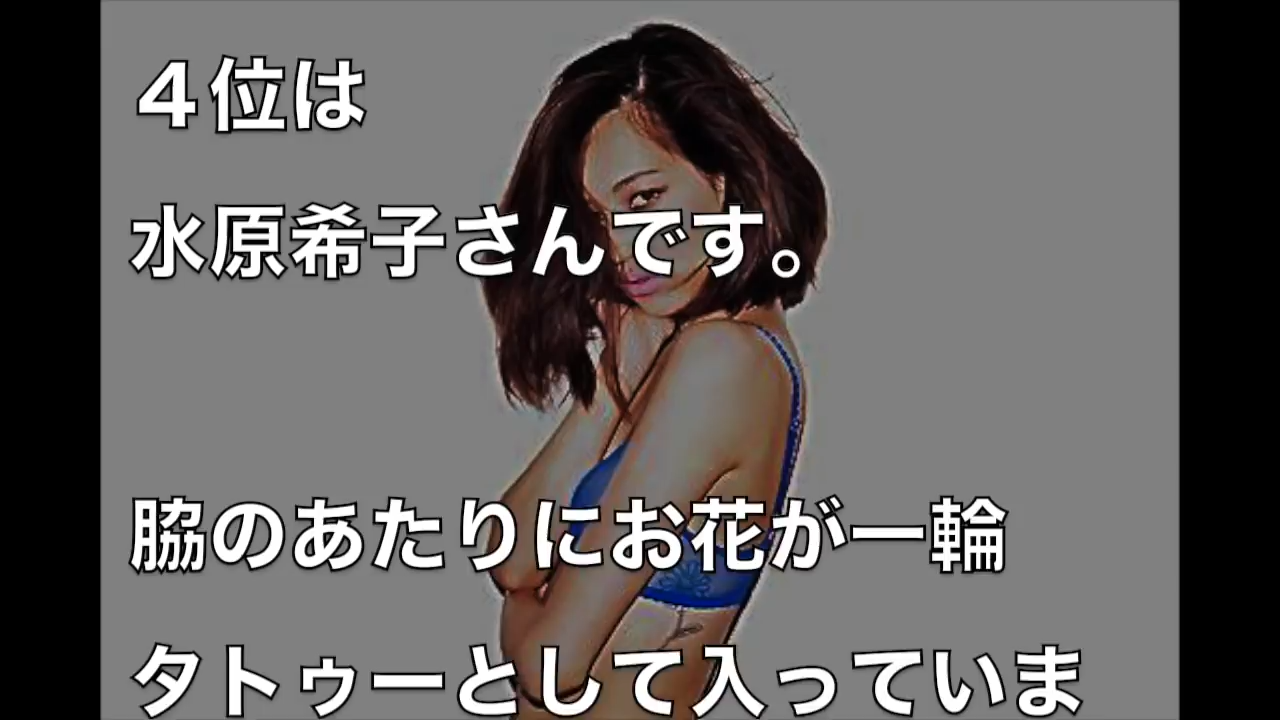 ４位は
水原希子さんです。
脇のあたりにお花が一輪
タトゥーとして入っていま